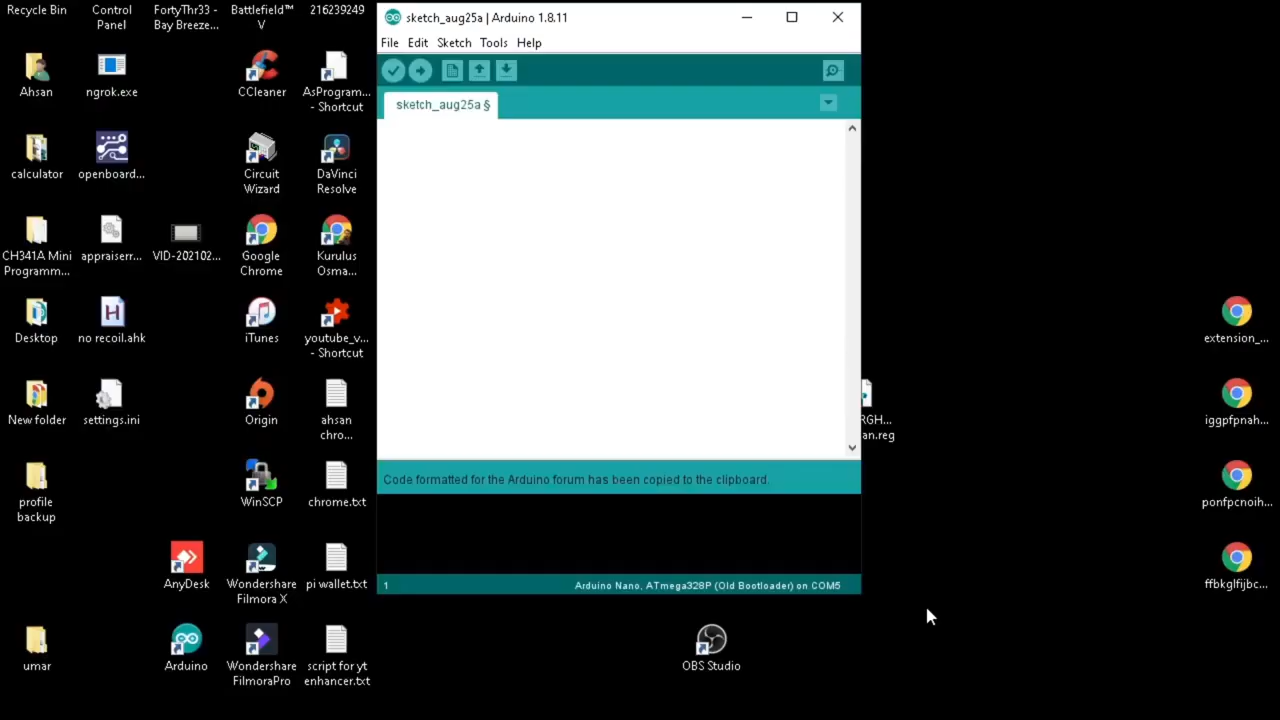 Recycle Bin
Control
Panel
FortyThr33 -
Bay Breeze...
Battlefield™
V
216239249
Ahsan
ngrok.exe
CCleaner
AsProgram...
- Shortcut
calculator
openboard...
Circuit
Wizard
DaVinci
Resolve
CH341A Mini
Programm...
appraiserr...
VID-202102...
Google
Chrome
Kurulus
Osma...
Desktop
no recoil.ahk
iTunes
youtube_v...
- Shortcut
New folder
settings.ini
Origin
ahsan
chro...
profile
backup
WinSCP
chrome.txt
AnyDesk
Wondershare
Filmora X
pi wallet.txt
umar
Arduino
Wondershare
FilmoraPro
script for yt
enhancer.txt
sketch_aug25a | Arduino 1.8.11
File Edit Sketch Tools Help
sketch_aug25a §
Code formatted for the Arduino forum has been copied to the clipboard.
1
Arduino Nano, ATmega328P (Old Bootloader) on COM5
RGH...
an.reg
OBS Studio
extension_...
iggpfpnah...
ponfpcnoih...
ffbkglfijbc...